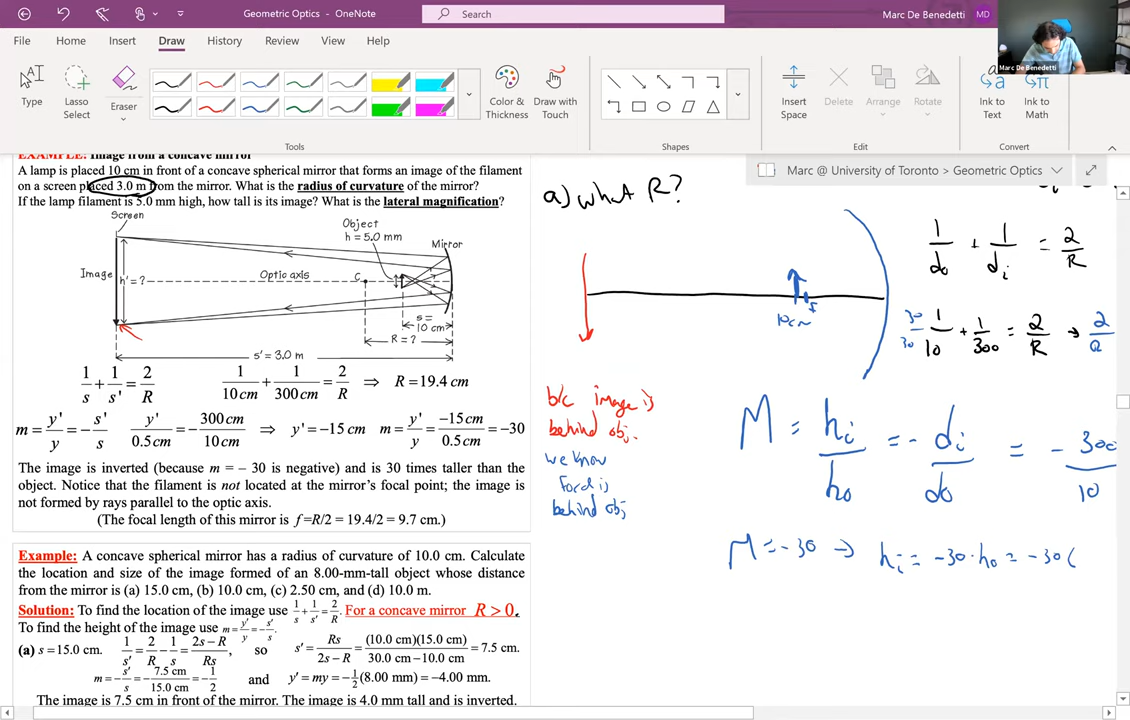 Geometric Optics - OneNote
Search
Marc De Benedetti
MD
File Home Insert Draw History Review View Help
Type
Lasso Select
Eraser
Color & Thickness
Draw with Touch
Insert Space
Delete
Arrange
Rotate
Ink to Text
Ink to Math
Tools
Shapes
Edit
Convert
Marc De Benedetti
Marc @ University of Toronto > Geometric Optics
EXAMPLE: Image from a concave mirror
A lamp is placed 10 cm in front of a concave spherical mirror that forms an image of the filament
on a screen placed 3.0 m from the mirror. What is the radius of curvature of the mirror?
If the lamp filament is 5.0 mm high, how tall is its image? What is the lateral magnification?
Screen
Object
h = 5.0 mm
Mirror
Image
h' = ?
Optic axis
C
s =
10 cm
R = ?
s' = 3.0 m
1/s + 1/s' = 2/R 1/10 cm + 1/300 cm = 2/R ⇒ R = 19.4 cm
m = y'/y = -s'/s y'/0.5cm = -300 cm/10 cm ⇒ y' = -15 cm m = y'/y = -15 cm/0.5 cm = -30
The image is inverted (because m = – 30 is negative) and is 30 times taller than the
object. Notice that the filament is not located at the mirror's focal point; the image is
not formed by rays parallel to the optic axis.
(The focal length of this mirror is f =R/2 = 19.4/2 = 9.7 cm.)
Example: A concave spherical mirror has a radius of curvature of 10.0 cm. Calculate
the location and size of the image formed of an 8.00-mm-tall object whose distance
from the mirror is (a) 15.0 cm, (b) 10.0 cm, (c) 2.50 cm, and (d) 10.0 m.
Solution: To find the location of the image use 1/s + 1/s' = 2/R. For a concave mirror R > 0.
To find the height of the image use m = y'/y = -s'/s.
(a) s = 15.0 cm. 1/s' = 2/R - 1/s = 2s-R/Rs, so s' = Rs/2s-R = (10.0 cm)(15.0 cm)/30.0 cm-10.0 cm = 7.5 cm.
m = -s'/s = -7.5 cm/15.0 cm = -1/2 and y' = my = -1/2(8.00 mm) = -4.00 mm.
The image is 7.5 cm in front of the mirror. The image is 4.0 mm tall and is inverted.
a) what R?
10cm
f
b/c image is
behind obj.
we know
focal is
behind obj
1/do + 1/di = 2/R
30/30 1/10 + 1/300 = 2/R → 2/R
M = hi/ho = - di/do = - 300/10
M = -30 → hi = -30·ho = -30(